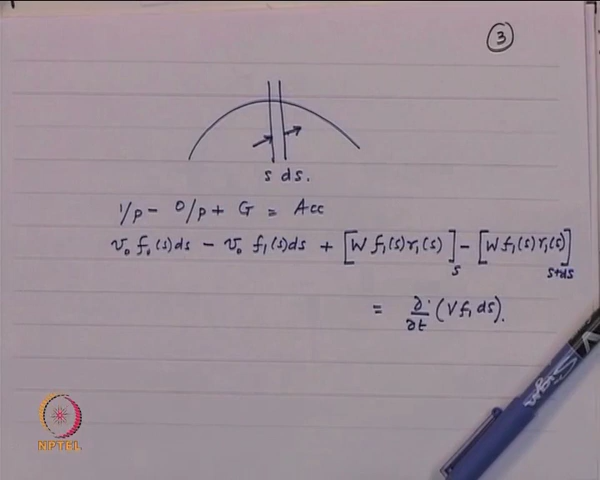 3
s ds.
I/p - O/p + G = Acc
v₀ f₀(s)ds - v₀ f₁(s)ds + [W f₁(s) r₁(s)]ₛ - [W f₁(s) r₁(s)]ₛ₊dₛ
= ∂/∂t (V f₁ ds).
NPTEL